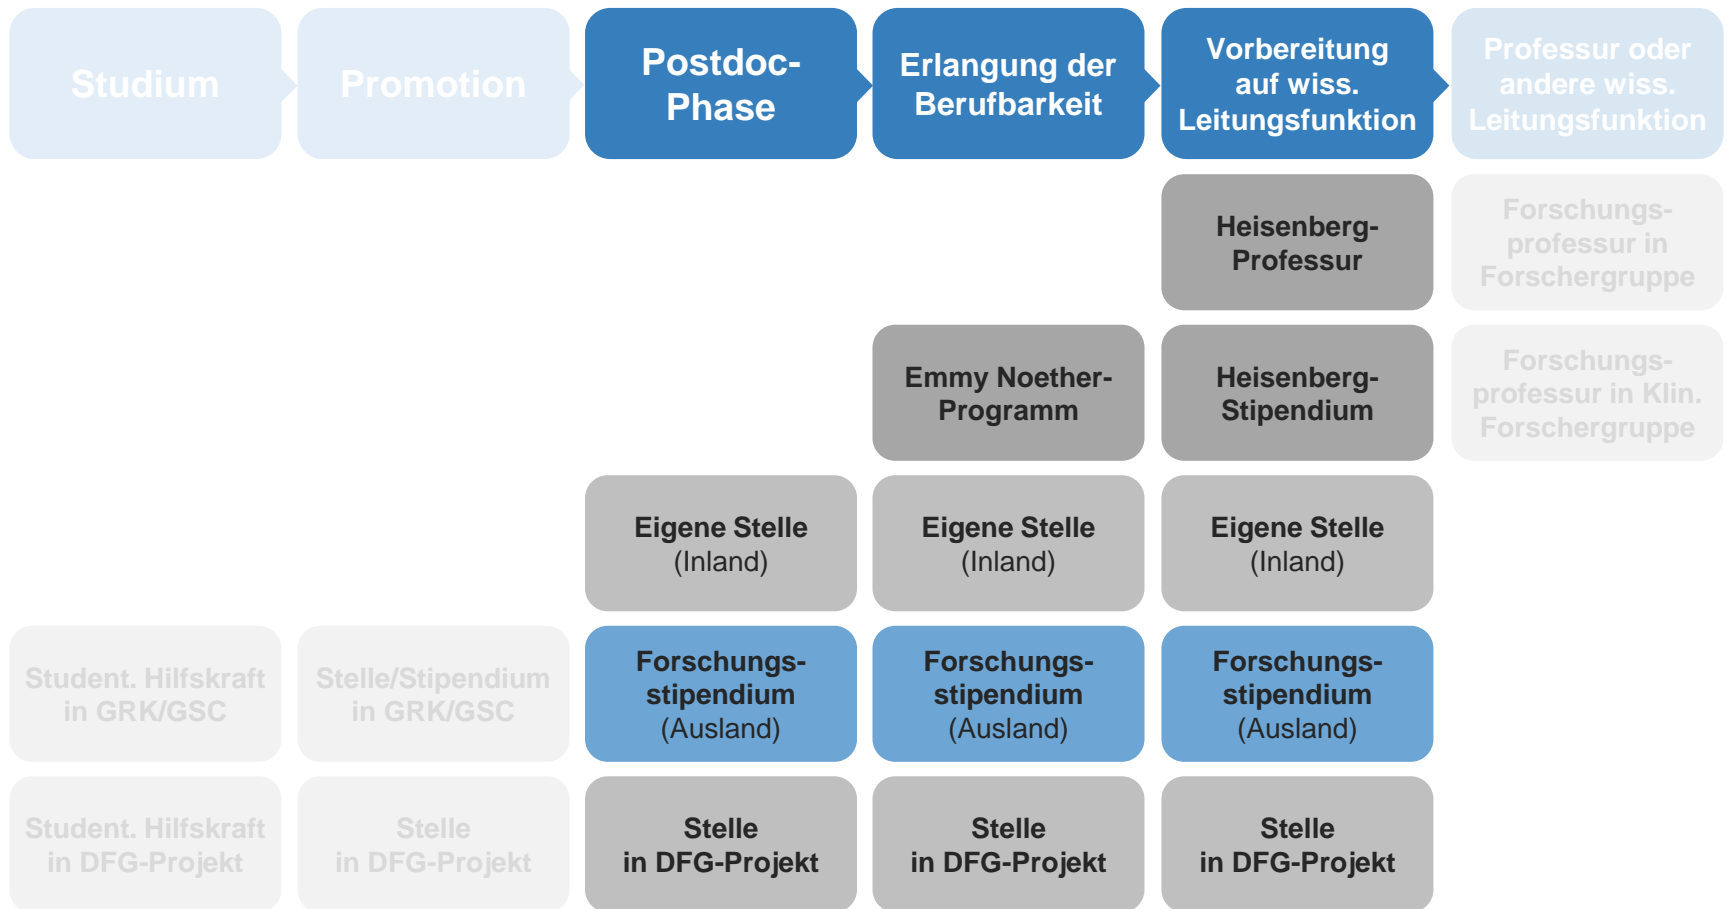 Studium
Promotion
Postdoc-
Phase
Erlangung der
Berufbarkeit
Vorbereitung
auf wiss.
Leitungsfunktion
Professur oder
andere wiss.
Leitungsfunktion
Heisenberg-
Professur
Forschungs-
professur in
Forschergruppe
Emmy Noether-
Programm
Heisenberg-
Stipendium
Forschungs-
professur in Klin.
Forschergruppe
Eigene Stelle
(Inland)
Eigene Stelle
(Inland)
Eigene Stelle
(Inland)
Student. Hilfskraft
in GRK/GSC
Stelle/Stipendium
in GRK/GSC
Forschungs-
stipendium
(Ausland)
Forschungs-
stipendium
(Ausland)
Forschungs-
stipendium
(Ausland)
Student. Hilfskraft
in DFG-Projekt
Stelle
in DFG-Projekt
Stelle
in DFG-Projekt
Stelle
in DFG-Projekt
Stelle
in DFG-Projekt